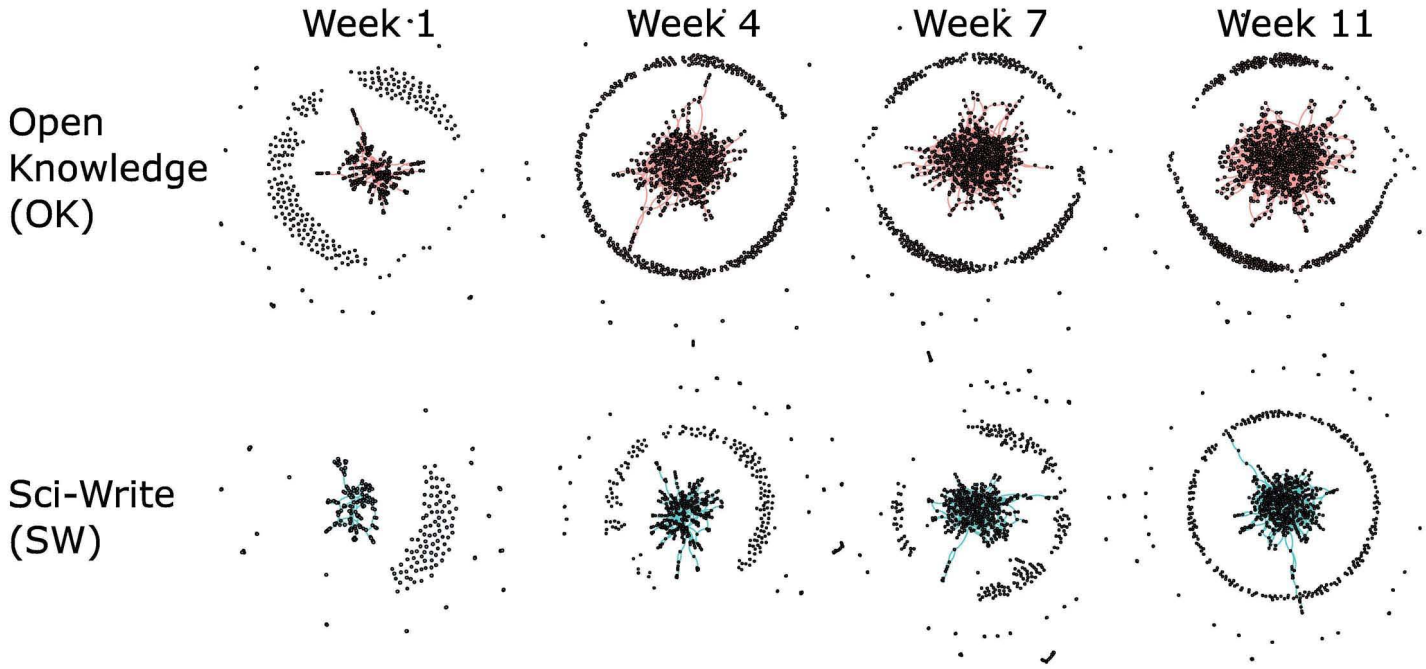 Week 1
Week 4
Week 7
Week 11
Open
Knowledge
(OK)
Sci-Write
(SW)